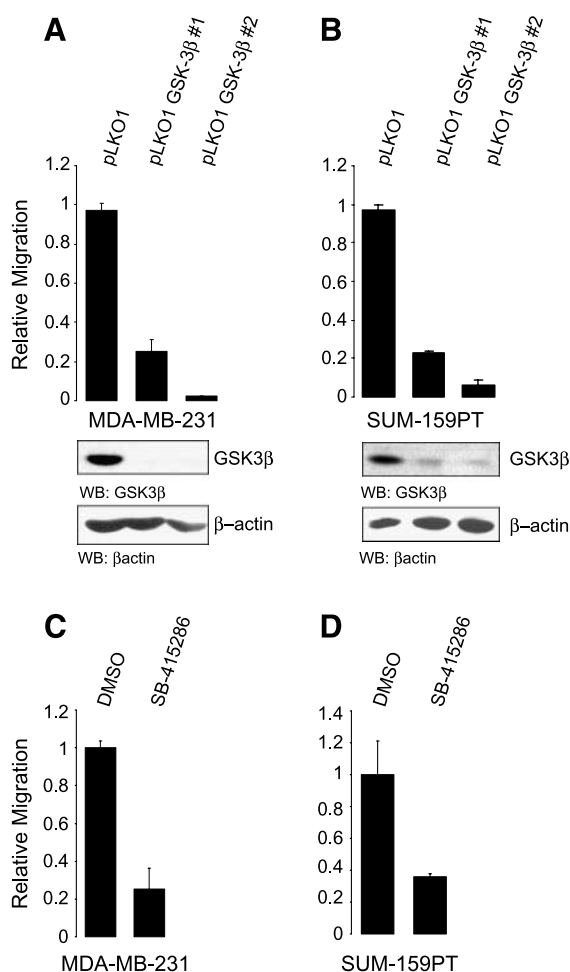 A
pLKO1
pLKO1 GSK-3β #1
pLKO1 GSK-3β #2
Relative Migration
1.2
1
0.8
0.6
0.4
0.2
0
MDA-MB-231
GSK3β
WB: GSK3β
β–actin
WB: βactin
B
pLKO1
pLKO1 GSK-3β #1
pLKO1 GSK-3β #2
1.2
1
0.8
0.6
0.4
0.2
0
SUM-159PT
GSK3β
WB: GSK3β
β–actin
WB: βactin
C
DMSO
SB-415286
Relative Migration
1.2
1
0.8
0.6
0.4
0.2
0
MDA-MB-231
D
DMSO
SB-415286
1.4
1.2
1
0.8
0.6
0.4
0.2
0
SUM-159PT